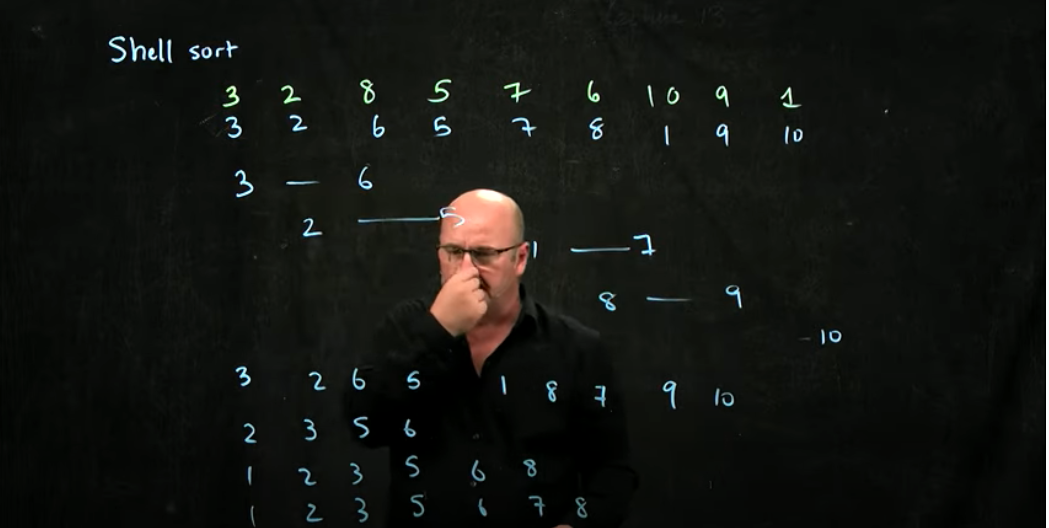 Shell sort
3 2 8 5 7 6 10 9 1
3 2 6 5 7 8 1 9 10
3 — 6
2 — 5
1 — 7
8 — 9
10
3 2 6 5 1 8 7 9 10
2 3 5 6
1 2 3 5 6 8
1 2 3 5 6 7 8